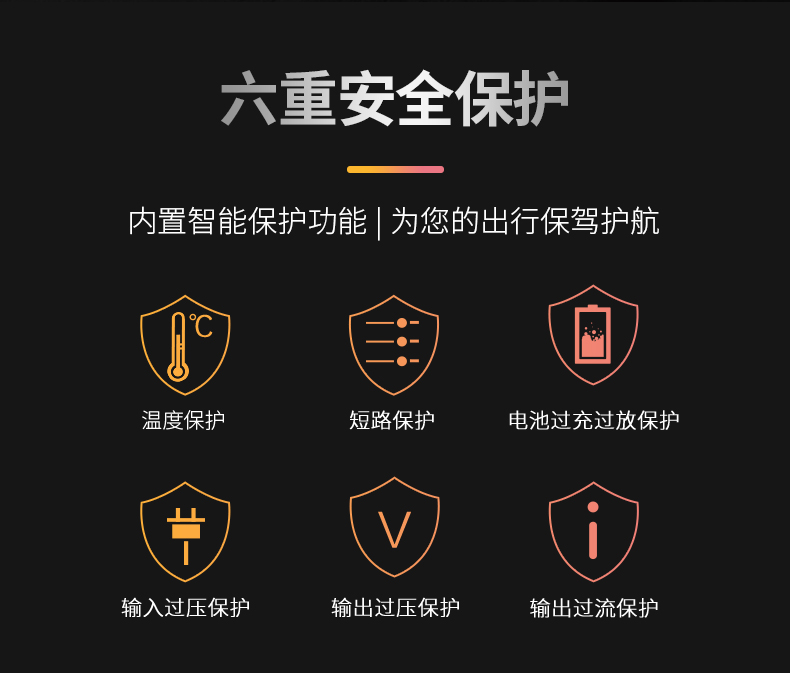 六重安全保护
内置智能保护功能 | 为您的出行保驾护航
℃
温度保护
短路保护
电池过充过放保护
V
i
输入过压保护
输出过压保护
输出过流保护